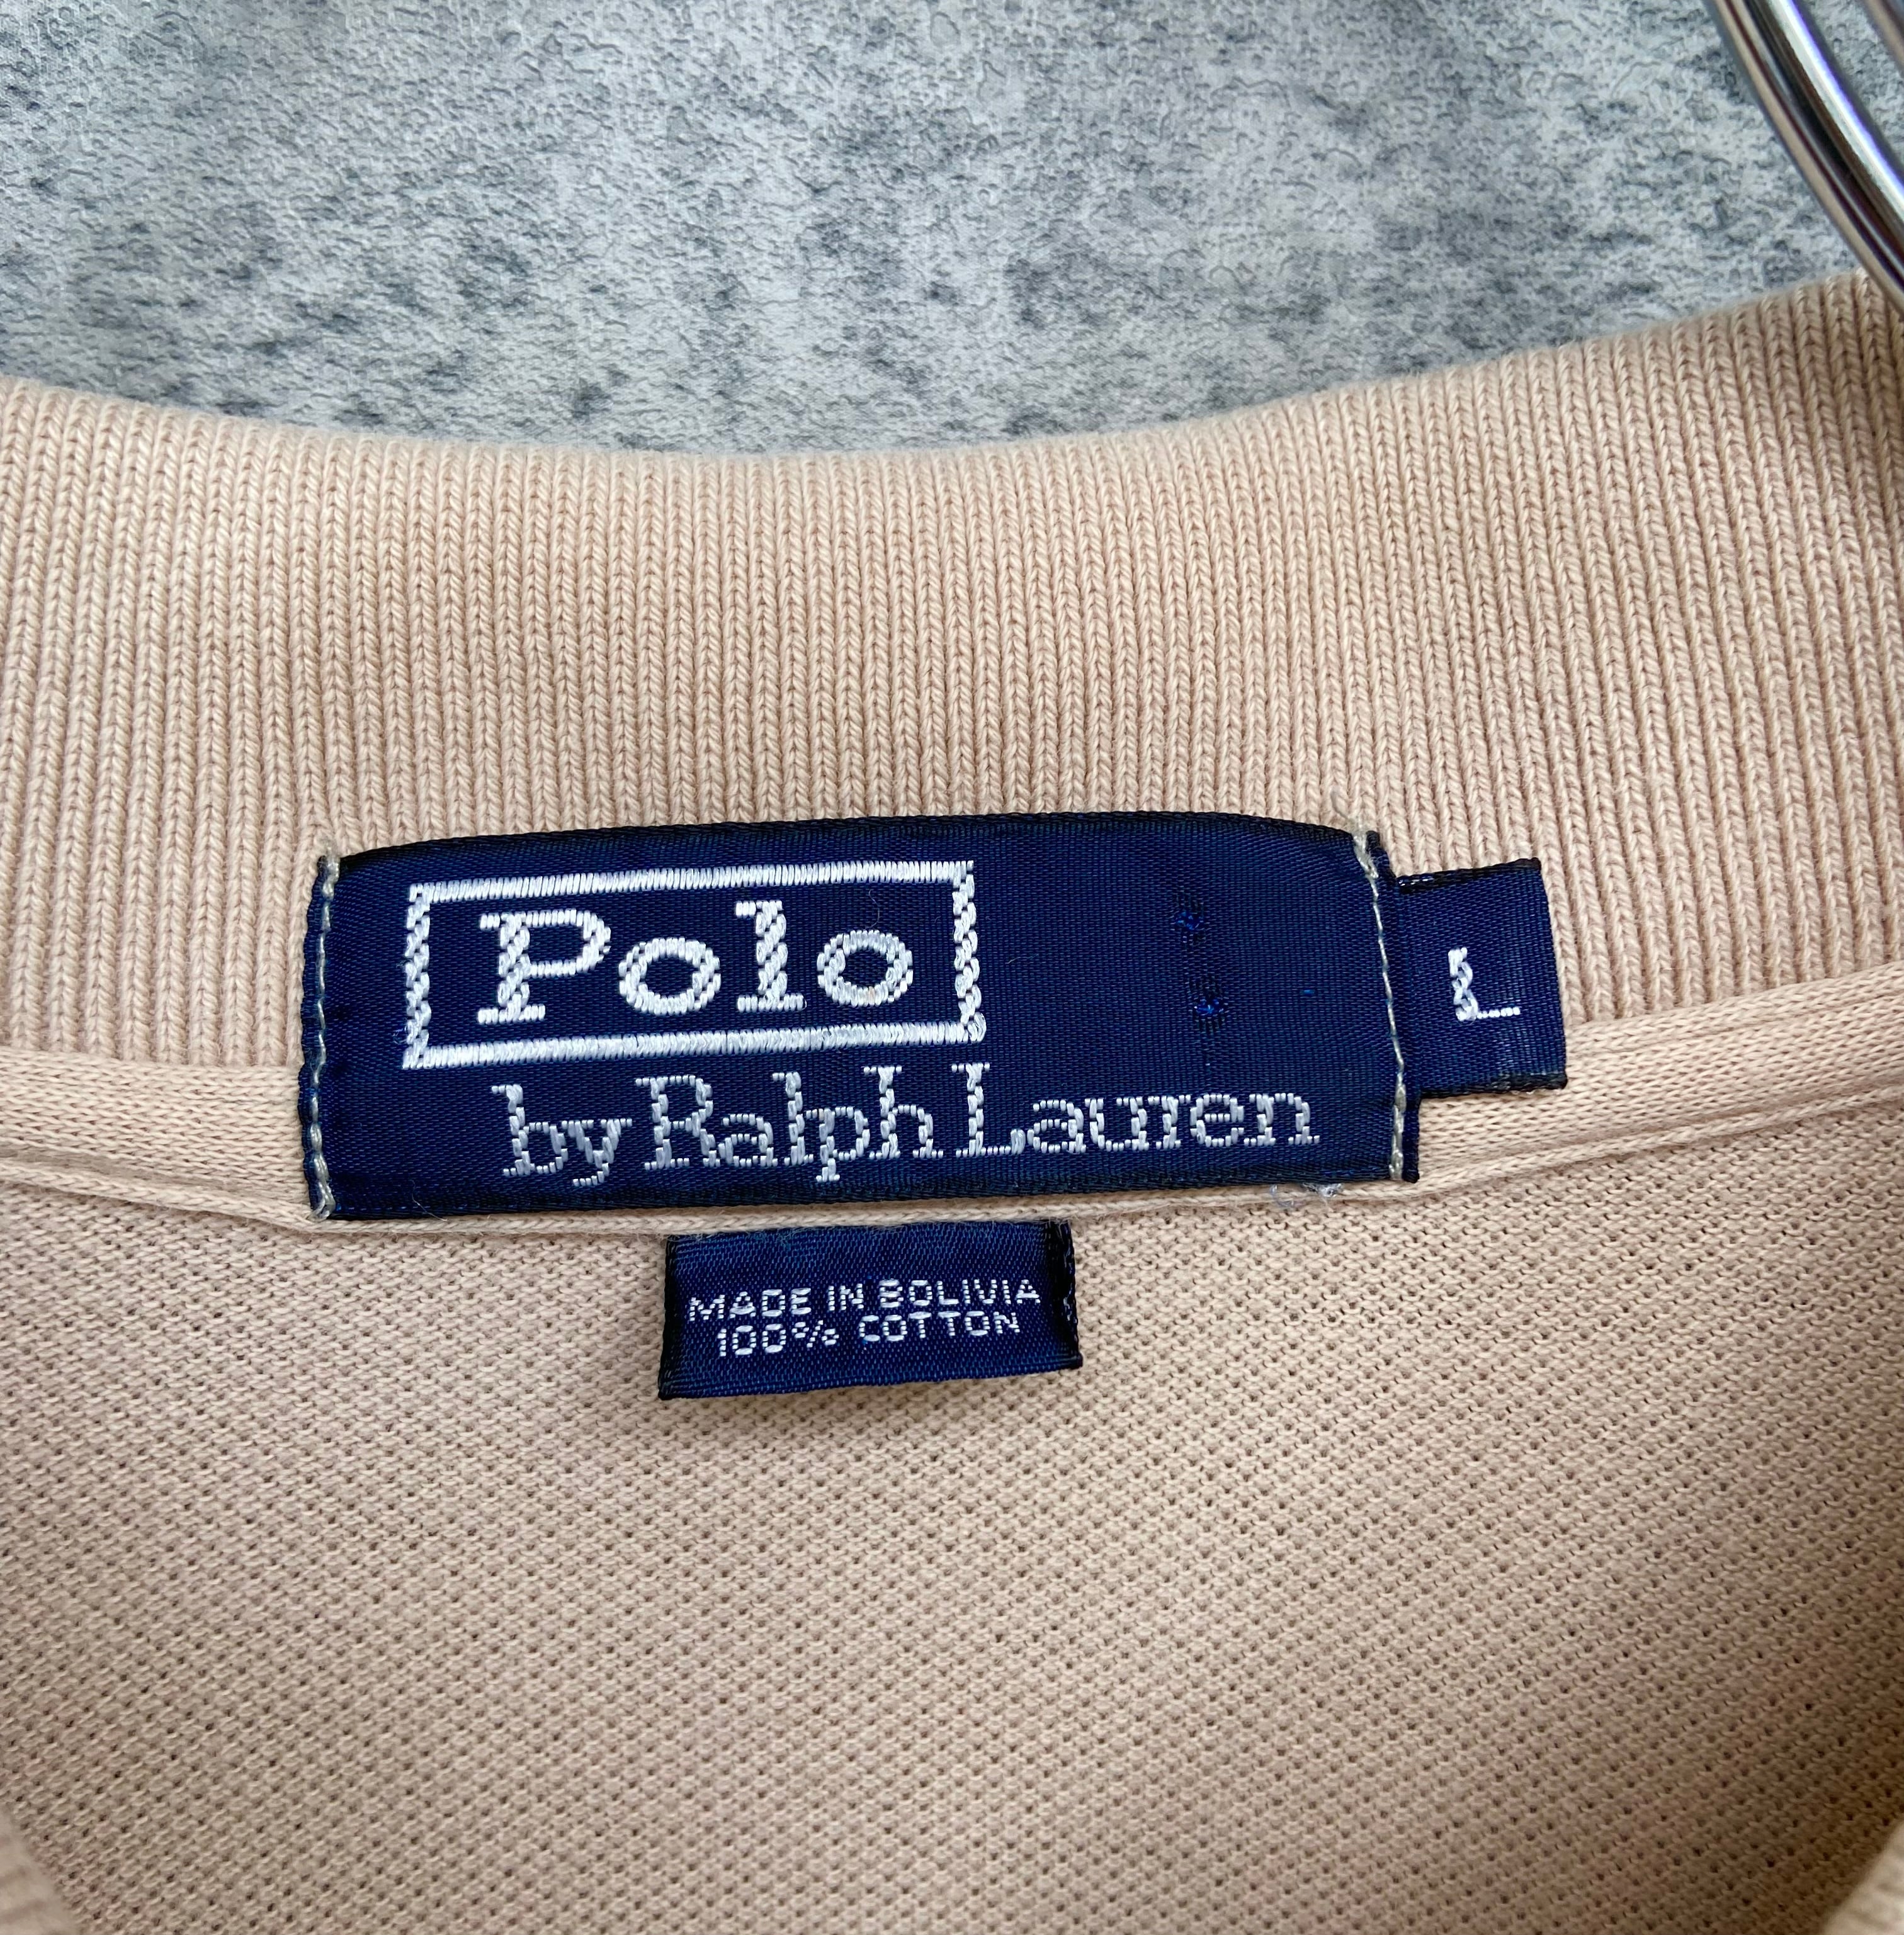 Polo
by Ralph Lauren
L
MADE IN BOLIVIA
100% COTTON